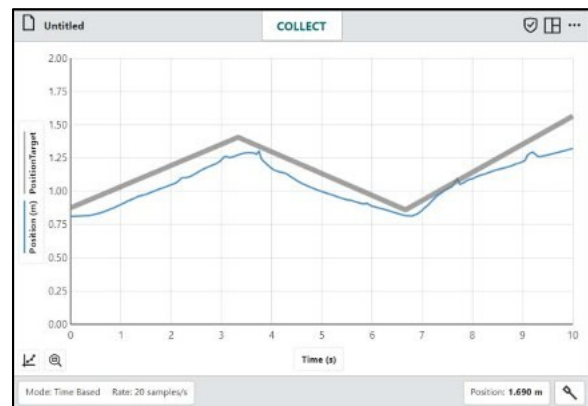 Untitled
COLLECT
2.00
1.75
1.50
1.25
1.00
0.75
0.50
0.25
0.00
PositionTarget
Position (m)
0 1 2 3 4 5 6 7 8 9 10
Time (s)
Mode: Time Based Rate: 20 samples/s
Position: 1.690 m